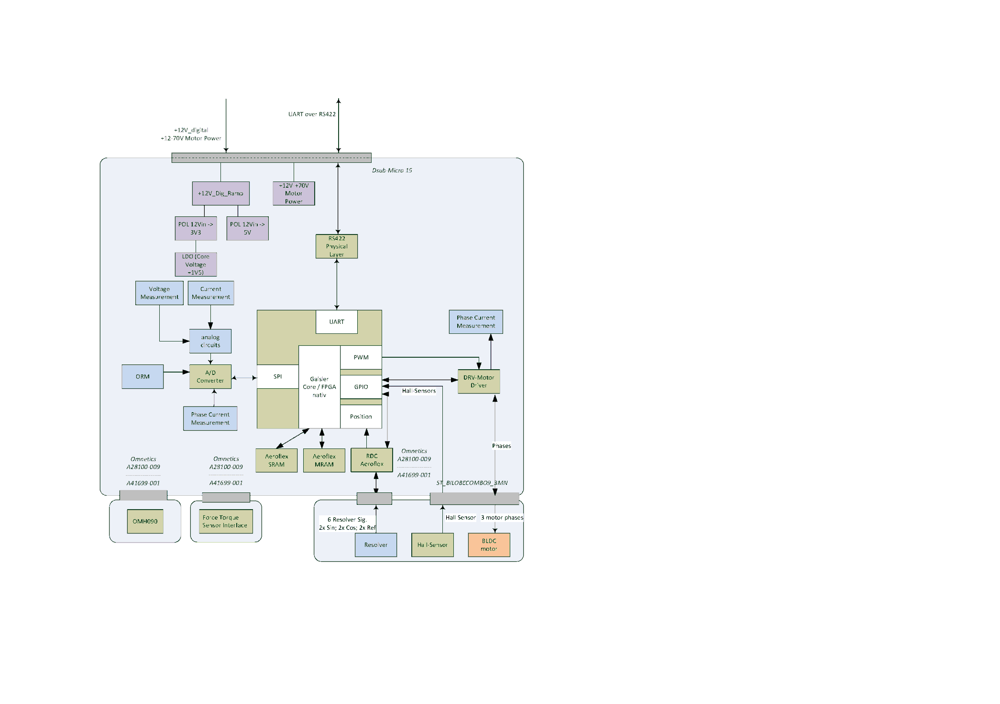 UART over RS422
+12V_digital
+12-70V Motor Power
Dsub-Micro 15
+12V_Dig_Ramp
+12V +70V
Motor
Power
POL 12Vin ->
3V3
POL 12Vin ->
5V
RS422
Physical
Layer
LDO (Core
Voltage
=1V5)
Voltage
Measurement
Current
Measurement
UART
Phase Current
Measurement
analog
circuits
PWM
ORM
A/D
Converter
SPI
Gaisler
Core / FPGA
nativ
GPIO
Hall-Sensors
DRV-Motor
Driver
Phase Current
Measurement
Position
Phases
Aeroflex
SRAM
Aeroflex
MRAM
RDC
Aeroflex
Omnetics
A28100-009
A41699-001
Omnetics
A28100-009
A41699-001
Omnetics
A28100-009
A41699-001
ST_BILOBECOMBO9_3MN
OMH090
Force Torque
Sensor Interface
6 Resolver Sig.
2x Sin; 2x Cos; 2x Ref
Hall Sensor
3 motor phases
Resolver
Hall-Sensor
BLDC
motor